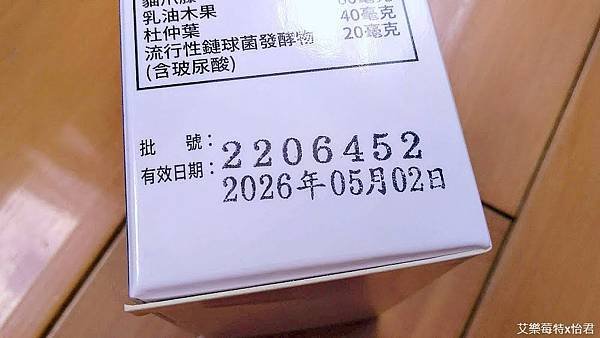 乳油木果 40毫克
杜仲葉 20毫克
流行性鏈球菌發酵物
(含玻尿酸)
批 號：2206452
有效日期：2026年05月02日
艾樂莓特x怡君